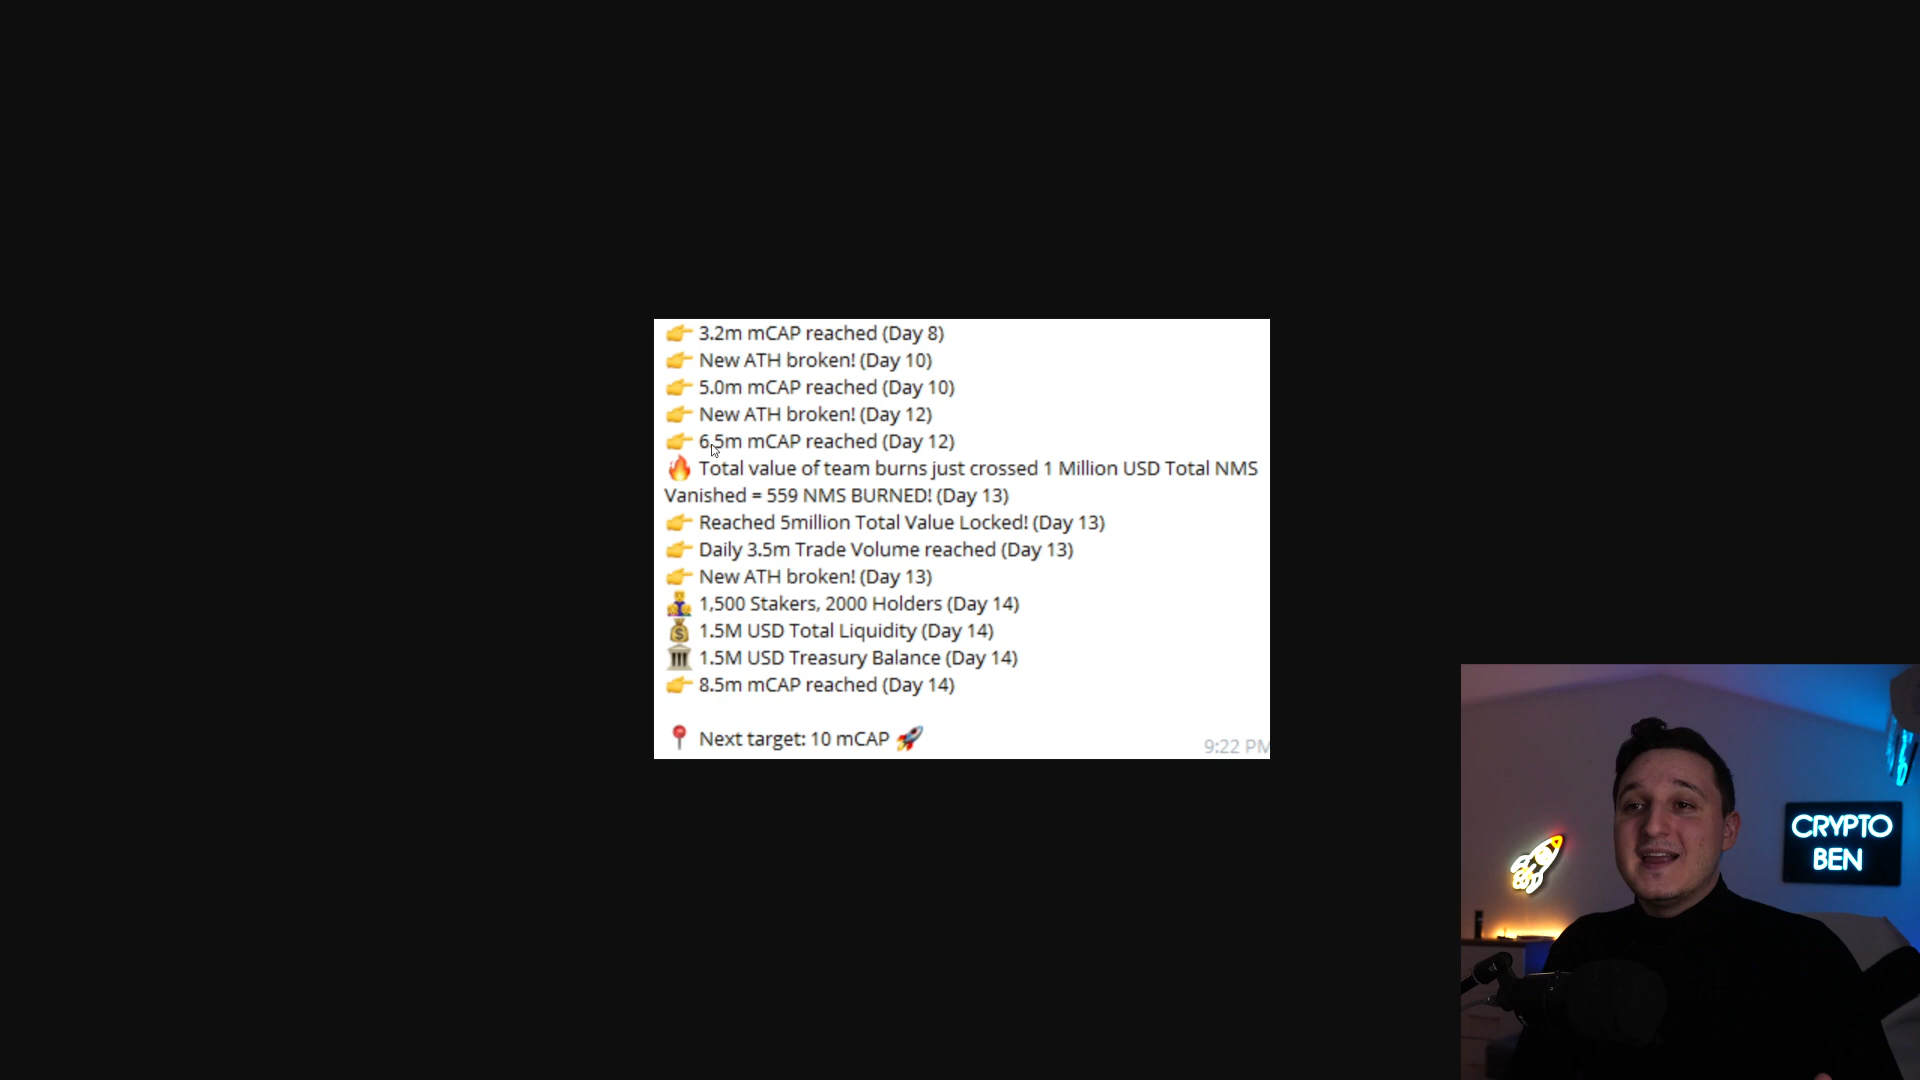 👉 3.2m mCAP reached (Day 8)
👉 New ATH broken! (Day 10)
👉 5.0m mCAP reached (Day 10)
👉 New ATH broken! (Day 12)
👉 6.5m mCAP reached (Day 12)
🔥 Total value of team burns just crossed 1 Million USD Total NMS
Vanished = 559 NMS BURNED! (Day 13)
👉 Reached 5million Total Value Locked! (Day 13)
👉 Daily 3.5m Trade Volume reached (Day 13)
👉 New ATH broken! (Day 13)
👨‍👧‍👦 1,500 Stakers, 2000 Holders (Day 14)
💰 1.5M USD Total Liquidity (Day 14)
🏛 1.5M USD Treasury Balance (Day 14)
👉 8.5m mCAP reached (Day 14)
📍 Next target: 10 mCAP 🚀
9:22 PM
CRYPTO
BEN